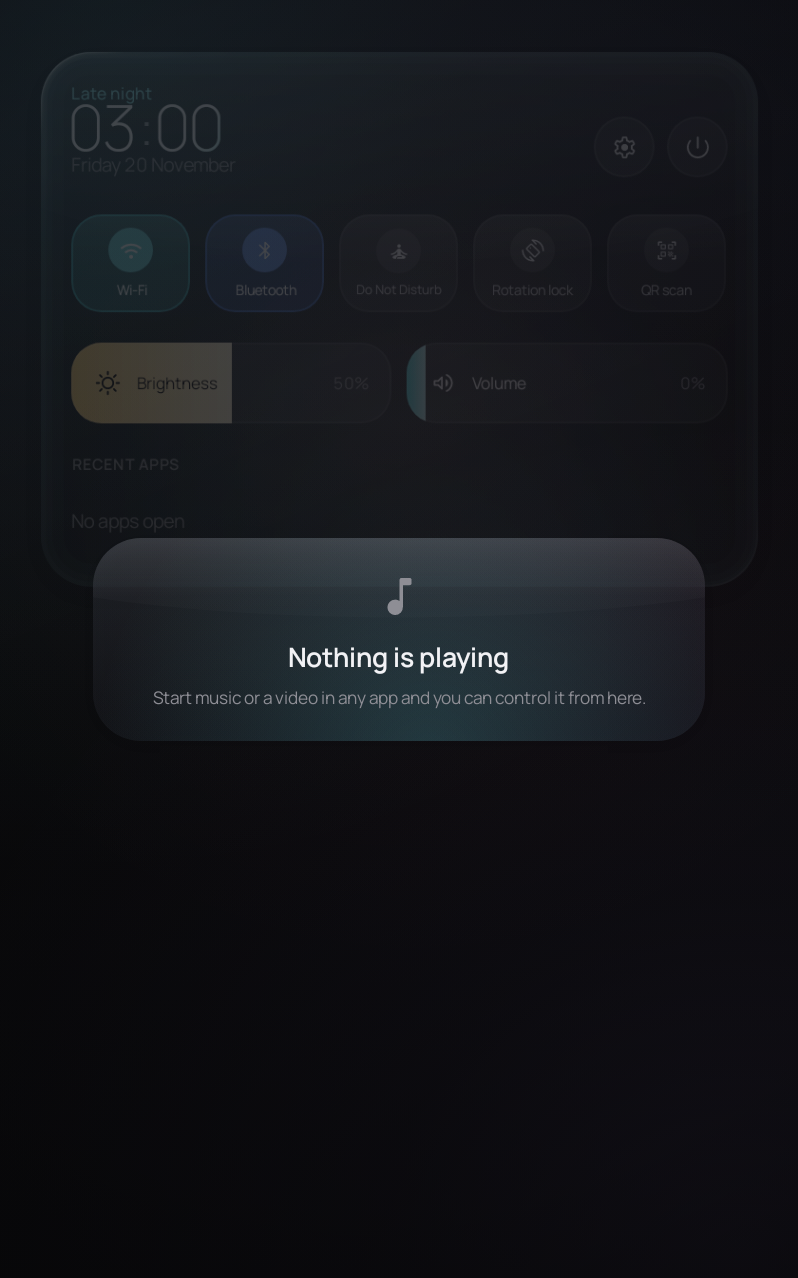 Late night
03:00
Friday 20 November
Wi-Fi
Bluetooth
Do Not Disturb
Rotation lock
QR scan
Brightness
50%
Volume
0%
RECENT APPS
No apps open
Nothing is playing
Start music or a video in any app and you can control it from here.